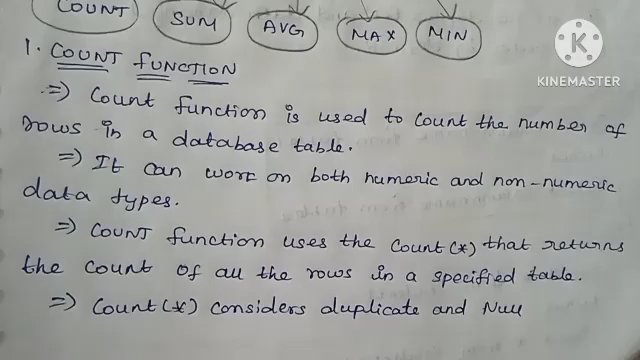 COUNT SUM AVG MAX MIN
K
KINEMASTER
1. COUNT FUNCTION
=> Count function is used to count the number of
rows in a database table.
=> It can work on both numeric and non-numeric
data types.
=> COUNT function uses the count(*) that returns
the count of all the rows in a specified table.
=> Count(*) considers duplicate and Null